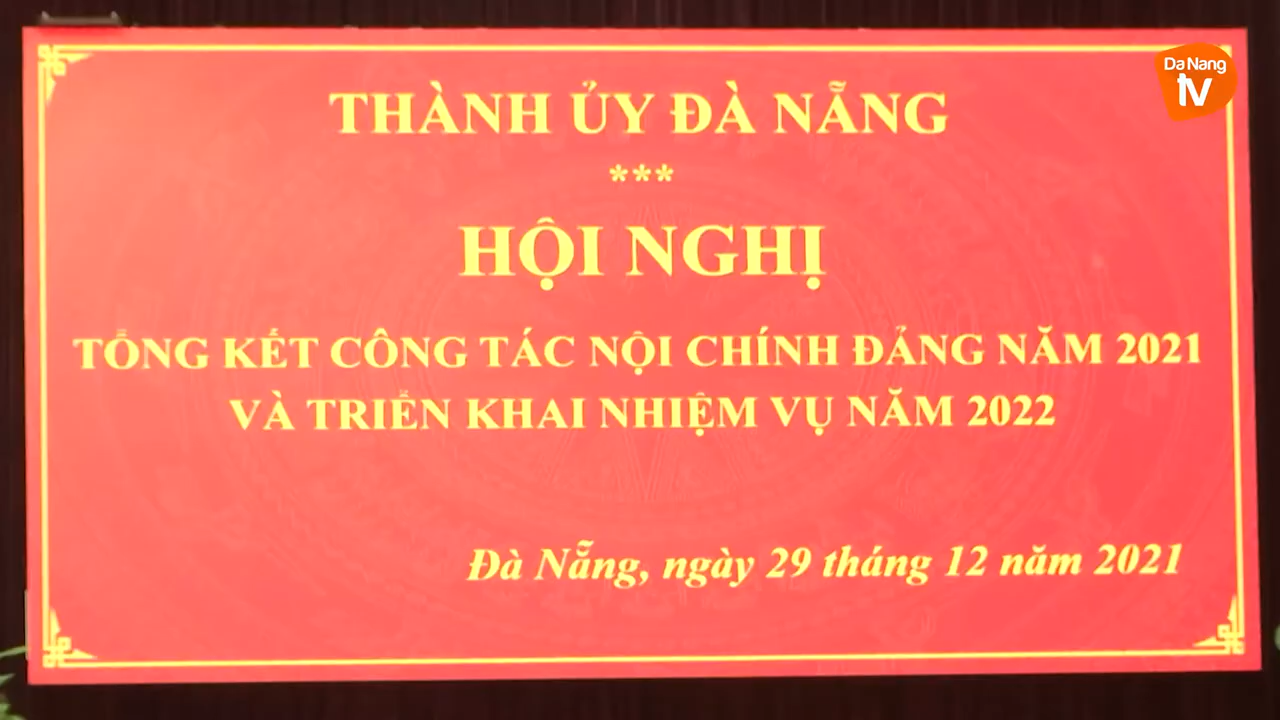 Da Nang
tv
THÀNH ỦY ĐÀ NẴNG
***
HỘI NGHỊ
TỔNG KẾT CÔNG TÁC NỘI CHÍNH ĐẢNG NĂM 2021
VÀ TRIỂN KHAI NHIỆM VỤ NĂM 2022
Đà Nẵng, ngày 29 tháng 12 năm 2021